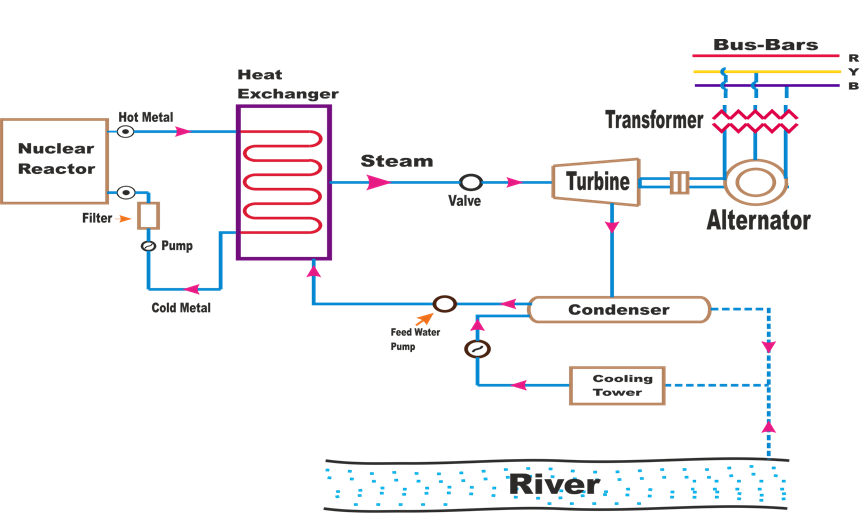 Bus-Bars
R
Y
B
Heat
Exchanger
Hot Metal
Transformer
Nuclear
Reactor
Steam
Turbine
Valve
Filter
Alternator
Pump
Cold Metal
Condenser
Feed Water
Pump
Cooling
Tower
River